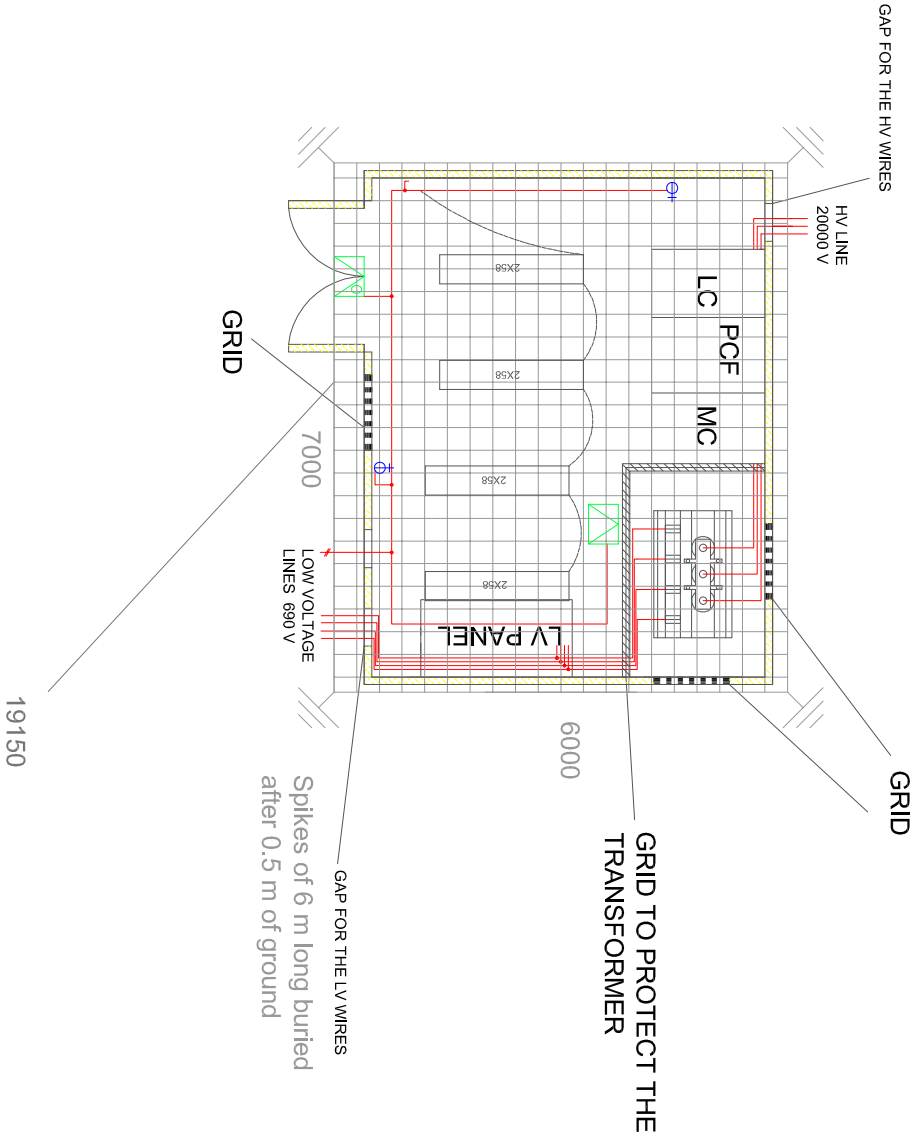 GAP FOR THE HV WIRES
HV LINE
20000 V
LC
PCF
MC
2X58
2X58
2X58
2X58
GRID
7000
LOW VOLTAGE
LINES 690 V
LV PANEL
19150
6000
GRID
GRID TO PROTECT THE
TRANSFORMER
GAP FOR THE LV WIRES
Spikes of 6 m long buried
after 0.5 m of ground